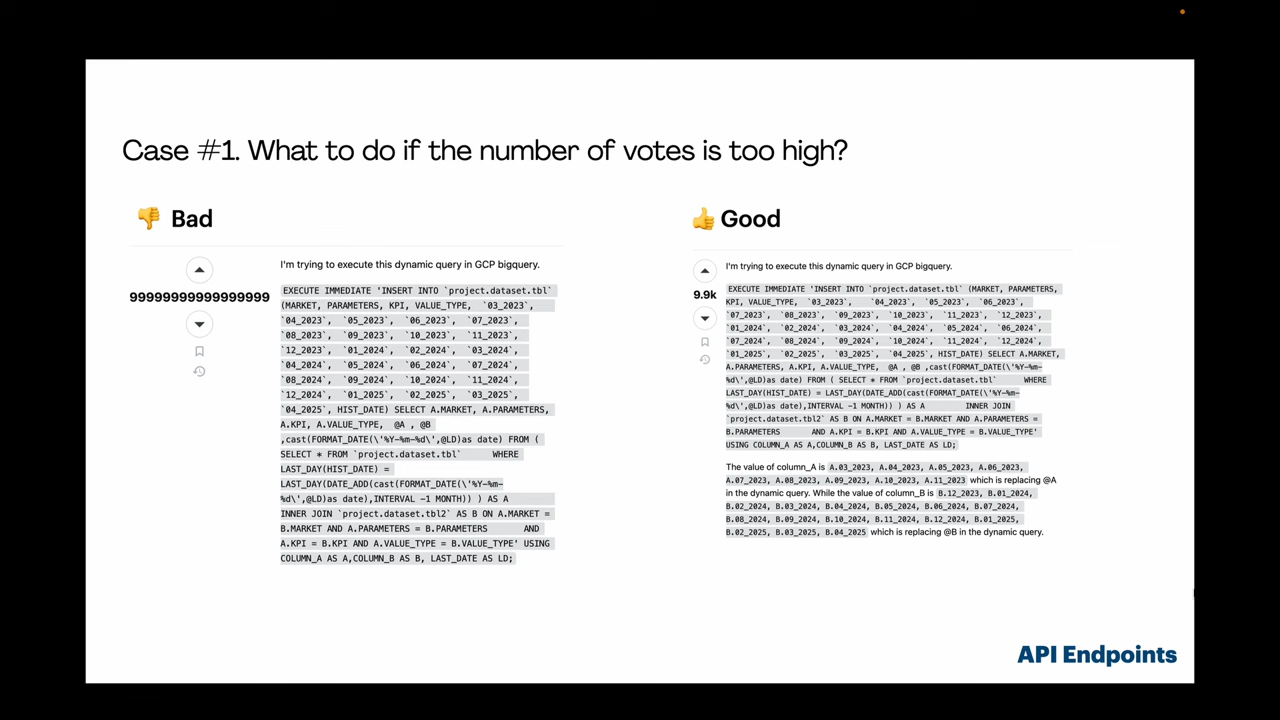 Case #1. What to do if the number of votes is too high?
👎 Bad
99999999999999999
I'm trying to execute this dynamic query in GCP bigquery.
EXECUTE IMMEDIATE 'INSERT INTO `project.dataset.tbl`
(MARKET, PARAMETERS, KPI, VALUE_TYPE, `03_2023`,
`04_2023`, `05_2023`, `06_2023`, `07_2023`,
`08_2023`, `09_2023`, `10_2023`, `11_2023`,
`12_2023`, `01_2024`, `02_2024`, `03_2024`,
`04_2024`, `05_2024`, `06_2024`, `07_2024`,
`08_2024`, `09_2024`, `10_2024`, `11_2024`,
`12_2024`, `01_2025`, `02_2025`, `03_2025`,
`04_2025`, HIST_DATE) SELECT A.MARKET, A.PARAMETERS,
A.KPI, A.VALUE_TYPE, @A , @B
,cast(FORMAT_DATE(\'%Y-%m-%d\',@LD)as date) FROM (
SELECT * FROM `project.dataset.tbl` WHERE
LAST_DAY(HIST_DATE) =
LAST_DAY(DATE_ADD(cast(FORMAT_DATE(\'%Y-%m-
%d\',@LD)as date),INTERVAL -1 MONTH)) ) AS A
INNER JOIN `project.dataset.tbl2` AS B ON A.MARKET =
B.MARKET AND A.PARAMETERS = B.PARAMETERS AND
A.KPI = B.KPI AND A.VALUE_TYPE = B.VALUE_TYPE' USING
COLUMN_A AS A,COLUMN_B AS B, LAST_DATE AS LD;
👍 Good
9.9k
I'm trying to execute this dynamic query in GCP bigquery.
EXECUTE IMMEDIATE 'INSERT INTO `project.dataset.tbl` (MARKET, PARAMETERS,
KPI, VALUE_TYPE, `03_2023`, `04_2023`, `05_2023`, `06_2023`,
`07_2023`, `08_2023`, `09_2023`, `10_2023`, `11_2023`, `12_2023`,
`01_2024`, `02_2024`, `03_2024`, `04_2024`, `05_2024`, `06_2024`,
`07_2024`, `08_2024`, `09_2024`, `10_2024`, `11_2024`, `12_2024`,
`01_2025`, `02_2025`, `03_2025`, `04_2025`, HIST_DATE) SELECT A.MARKET,
A.PARAMETERS, A.KPI, A.VALUE_TYPE, @A , @B ,cast(FORMAT_DATE(\'%Y-%m-
%d\',@LD)as date) FROM ( SELECT * FROM `project.dataset.tbl` WHERE
LAST_DAY(HIST_DATE) = LAST_DAY(DATE_ADD(cast(FORMAT_DATE(\'%Y-%m-
%d\',@LD)as date),INTERVAL -1 MONTH)) ) AS A INNER JOIN
`project.dataset.tbl2` AS B ON A.MARKET = B.MARKET AND A.PARAMETERS =
B.PARAMETERS AND A.KPI = B.KPI AND A.VALUE_TYPE = B.VALUE_TYPE'
USING COLUMN_A AS A,COLUMN_B AS B, LAST_DATE AS LD;
The value of column_A is A.03_2023, A.04_2023, A.05_2023, A.06_2023,
A.07_2023, A.08_2023, A.09_2023, A.10_2023, A.11_2023 which is replacing @A
in the dynamic query. While the value of column_B is B.12_2023, B.01_2024,
B.02_2024, B.03_2024, B.04_2024, B.05_2024, B.06_2024, B.07_2024,
B.08_2024, B.09_2024, B.10_2024, B.11_2024, B.12_2024, B.01_2025,
B.02_2025, B.03_2025, B.04_2025 which is replacing @B in the dynamic query.
API Endpoints